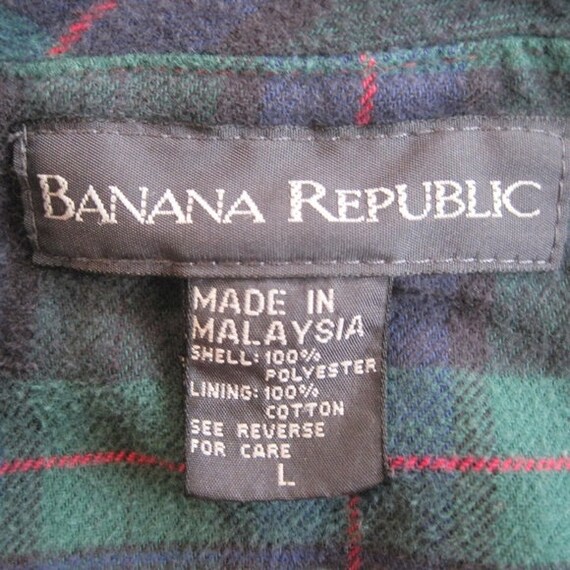 BANANA REPUBLIC
MADE IN
MALAYSIA
SHELL: 100%
POLYESTER
LINING: 100%
COTTON
SEE REVERSE
FOR CARE
L